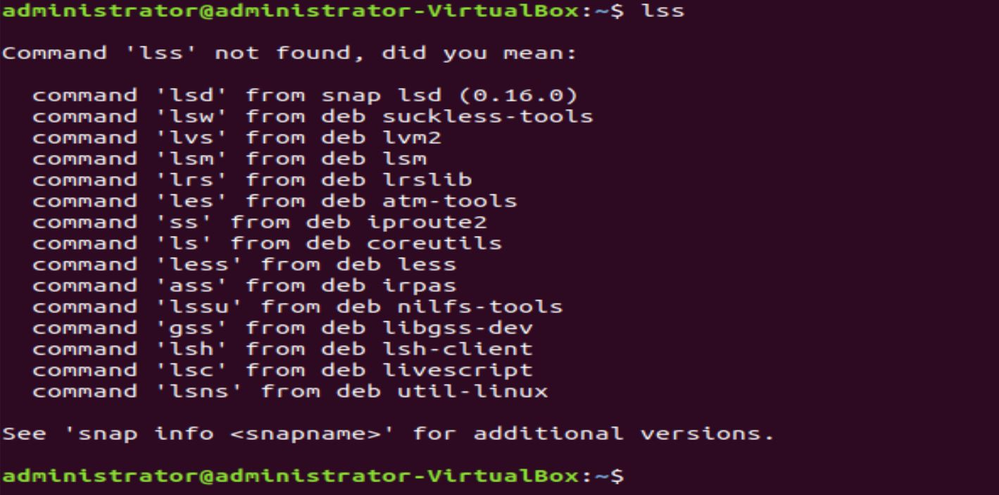 administrator@administrator-VirtualBox:~$ lss
Command 'lss' not found, did you mean:
command 'lsd' from snap lsd (0.16.0)
command 'lsw' from deb suckless-tools
command 'lvs' from deb lvm2
command 'lsm' from deb lsm
command 'lrs' from deb lrslib
command 'les' from deb atm-tools
command 'ss' from deb iproute2
command 'ls' from deb coreutils
command 'less' from deb less
command 'ass' from deb irpas
command 'lssu' from deb nilfs-tools
command 'gss' from deb libgss-dev
command 'lsh' from deb lsh-client
command 'lsc' from deb livescript
command 'lsns' from deb util-linux
See 'snap info <snapname>' for additional versions.
administrator@administrator-VirtualBox:~$